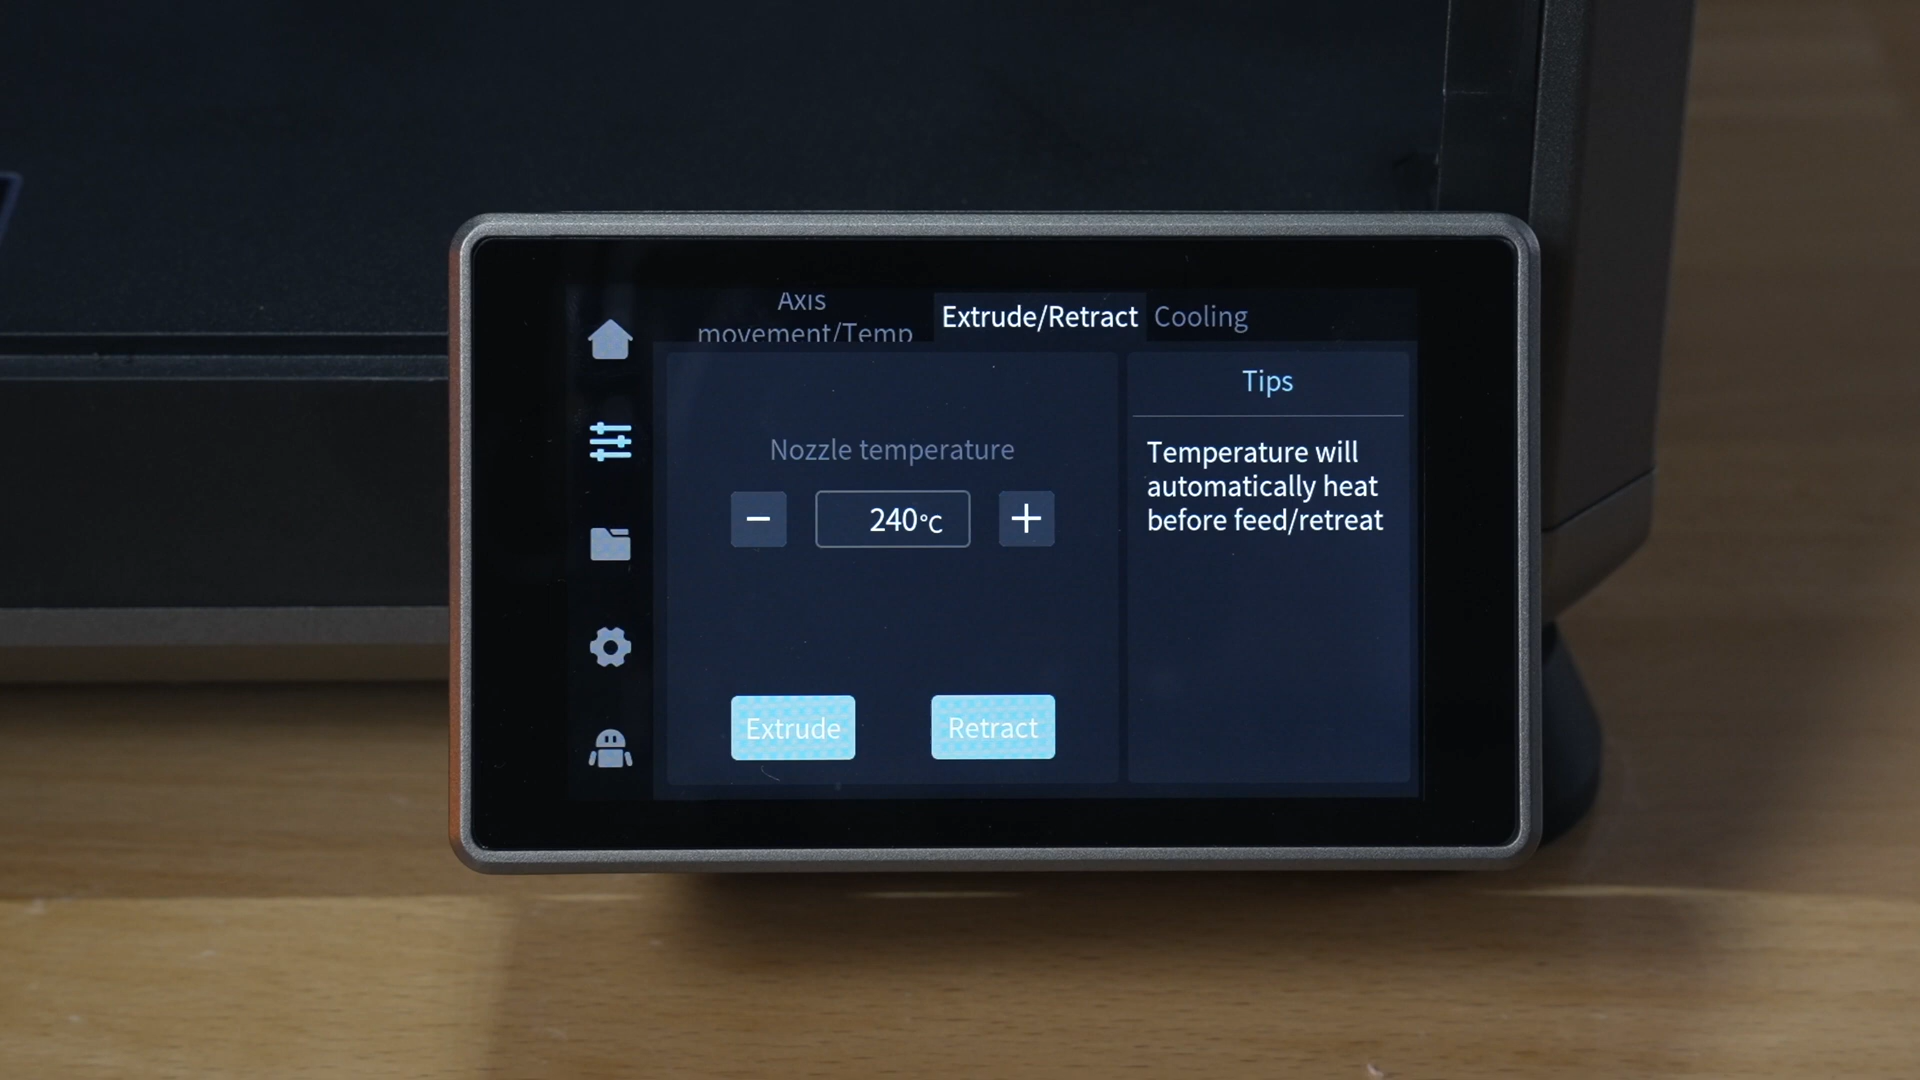 Axis
movement/Temp
Extrude/Retract
Cooling
Nozzle temperature
240°C
Extrude
Retract
Tips
Temperature will
automatically heat
before feed/retreat